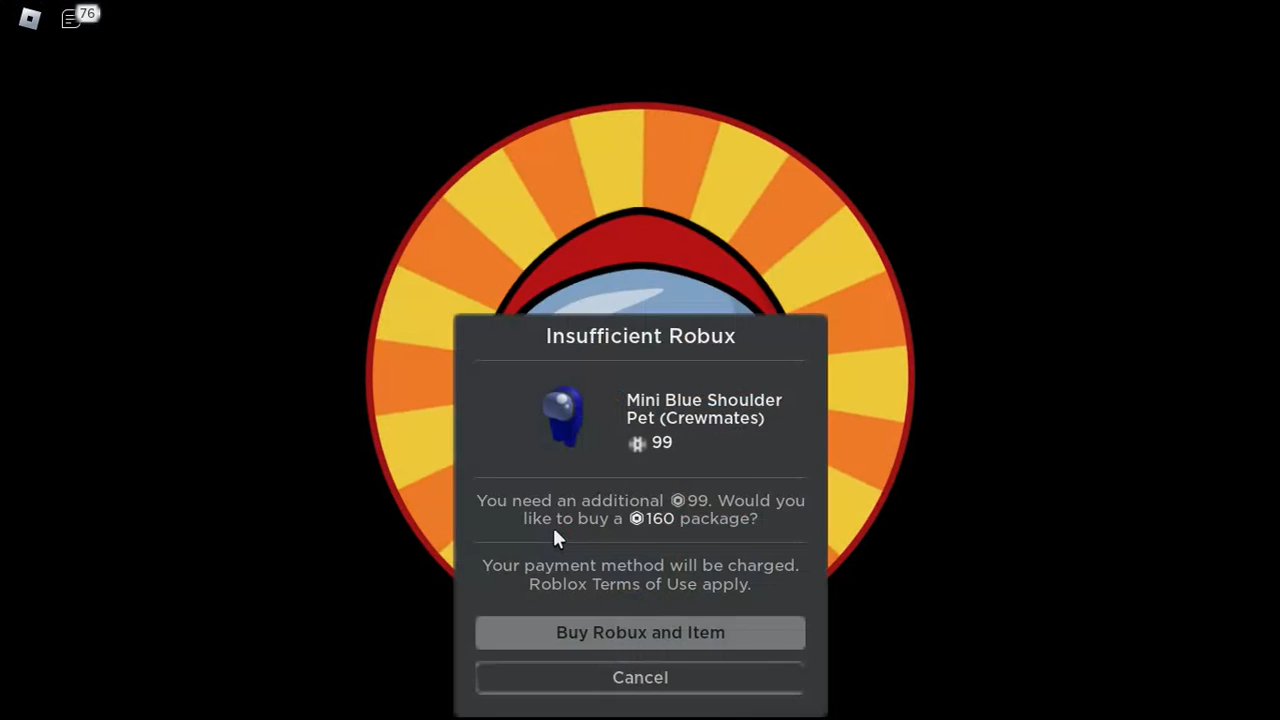 76
Insufficient Robux
Mini Blue Shoulder
Pet (Crewmates)
99
You need an additional 99. Would you
like to buy a 160 package?
Your payment method will be charged.
Roblox Terms of Use apply.
Buy Robux and Item
Cancel